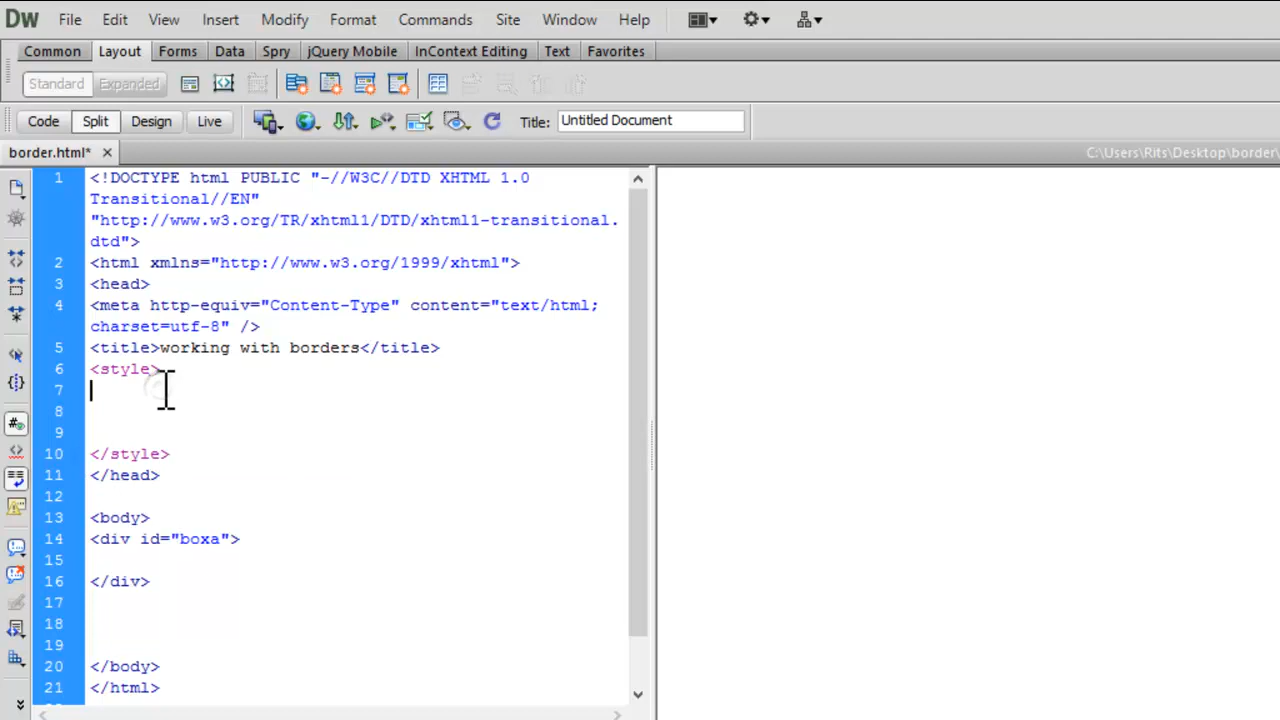 Dw File Edit View Insert Modify Format Commands Site Window Help
Common Layout Forms Data Spry jQuery Mobile InContext Editing Text Favorites
Standard Expanded
Code Split Design Live Title: Untitled Document
border.html* × C:\Users\Rits\Desktop\border\
1 <!DOCTYPE html PUBLIC "-//W3C//DTD XHTML 1.0
Transitional//EN"
"http://www.w3.org/TR/xhtml1/DTD/xhtml1-transitional.
dtd">
2 <html xmlns="http://www.w3.org/1999/xhtml">
3 <head>
4 <meta http-equiv="Content-Type" content="text/html;
charset=utf-8" />
5 <title>working with borders</title>
6 <style>
7
8
9
10 </style>
11 </head>
12
13 <body>
14 <div id="boxa">
15
16 </div>
17
18
19
20 </body>
21 </html>